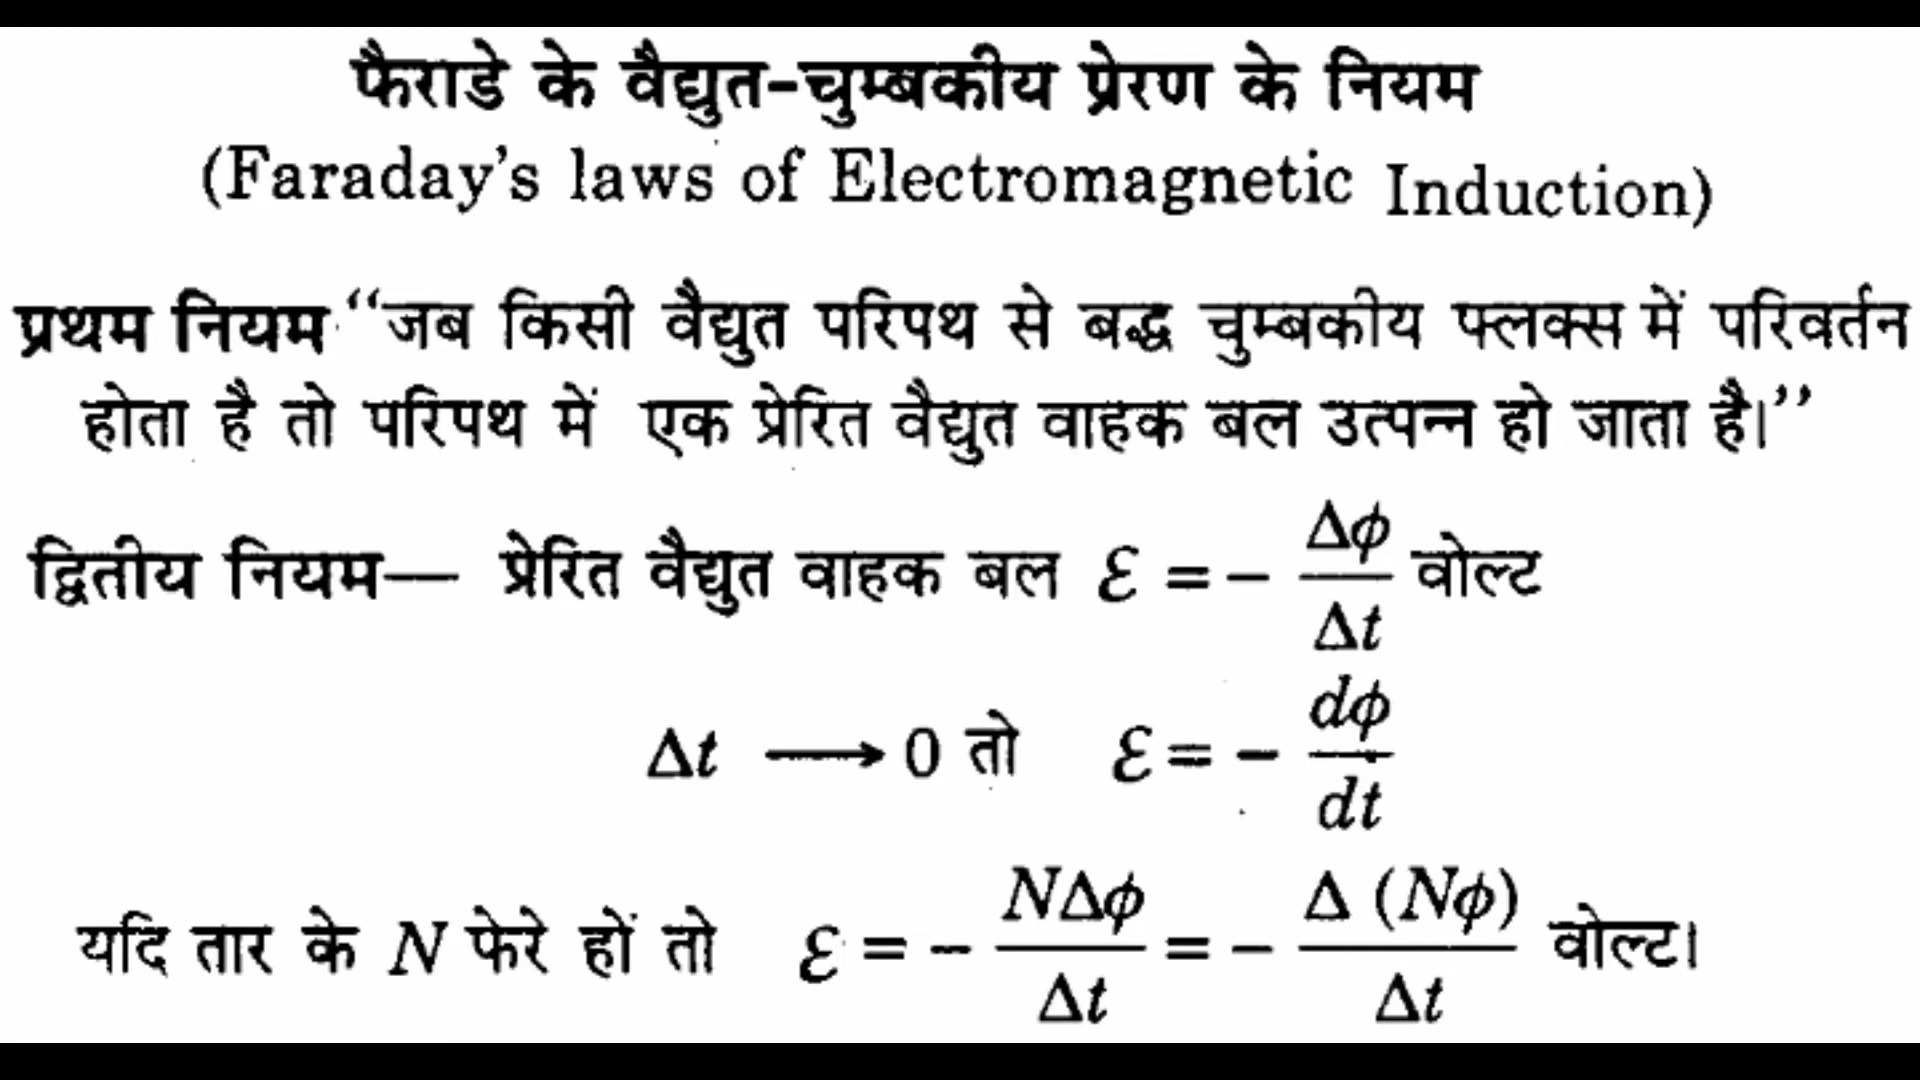 फैराडे के वैद्युत-चुम्बकीय प्रेरण के नियम
(Faraday's laws of Electromagnetic Induction)
प्रथम नियम “जब किसी वैद्युत परिपथ से बद्ध चुम्बकीय फ्लक्स में परिवर्तन
होता है तो परिपथ में एक प्रेरित वैद्युत वाहक बल उत्पन्न हो जाता है।”
द्वितीय नियम— प्रेरित वैद्युत वाहक बल ℰ = − Δϕ/Δt वोल्ट
Δt ⟶ 0 तो ℰ = − dϕ/dt
यदि तार के N फेरे हों तो ℰ = − NΔϕ/Δt = − Δ (Nϕ)/Δt वोल्ट।